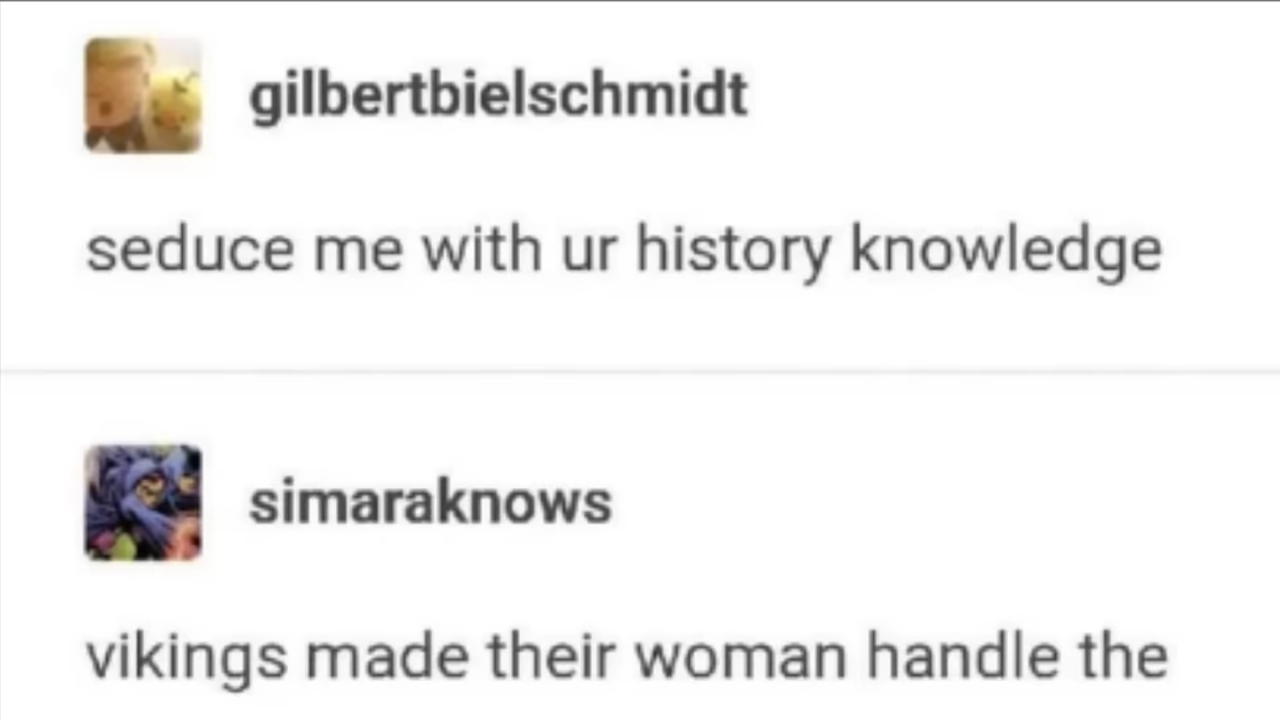 gilbertbielschmidt
seduce me with ur history knowledge
simaraknows
vikings made their woman handle the